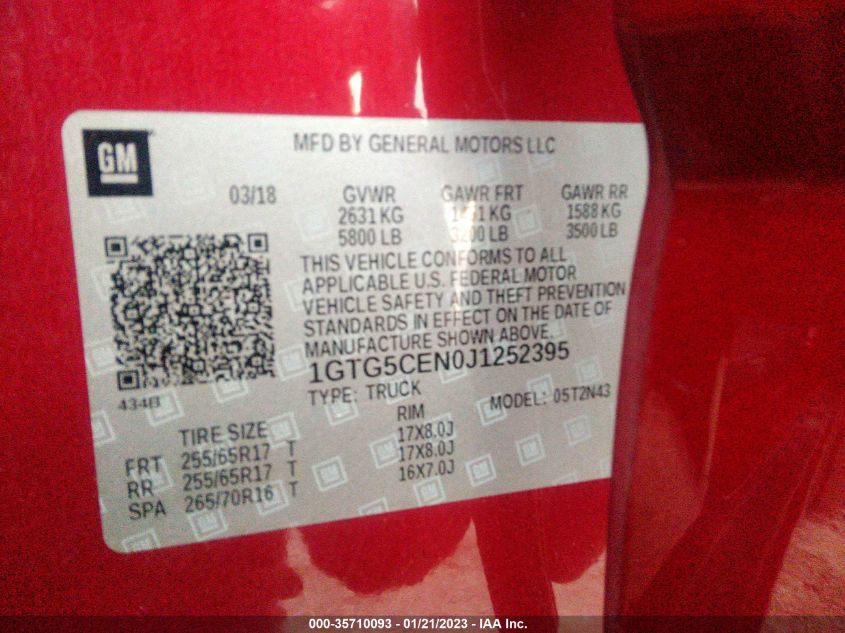 GM
MFD BY GENERAL MOTORS LLC
03/18 GVWR GAWR FRT GAWR RR
2631 KG KG 1588 KG
5800 LB LB 3500 LB
THIS VEHICLE CONFORMS TO ALL
APPLICABLE U.S. FEDERAL MOTOR
VEHICLE SAFETY AND THEFT PREVENTION
STANDARDS IN EFFECT ON THE DATE OF
MANUFACTURE SHOWN ABOVE.
1GTG5CEN0J1252395
434B
TYPE: TRUCK MODEL: 05T2N43
TIRE SIZE RIM
FRT 255/65R17 T 17X8.0J
RR 255/65R17 T 17X8.0J
SPA 265/70R16 T 16X7.0J
000-35710093 - 01/21/2023 - IAA Inc.